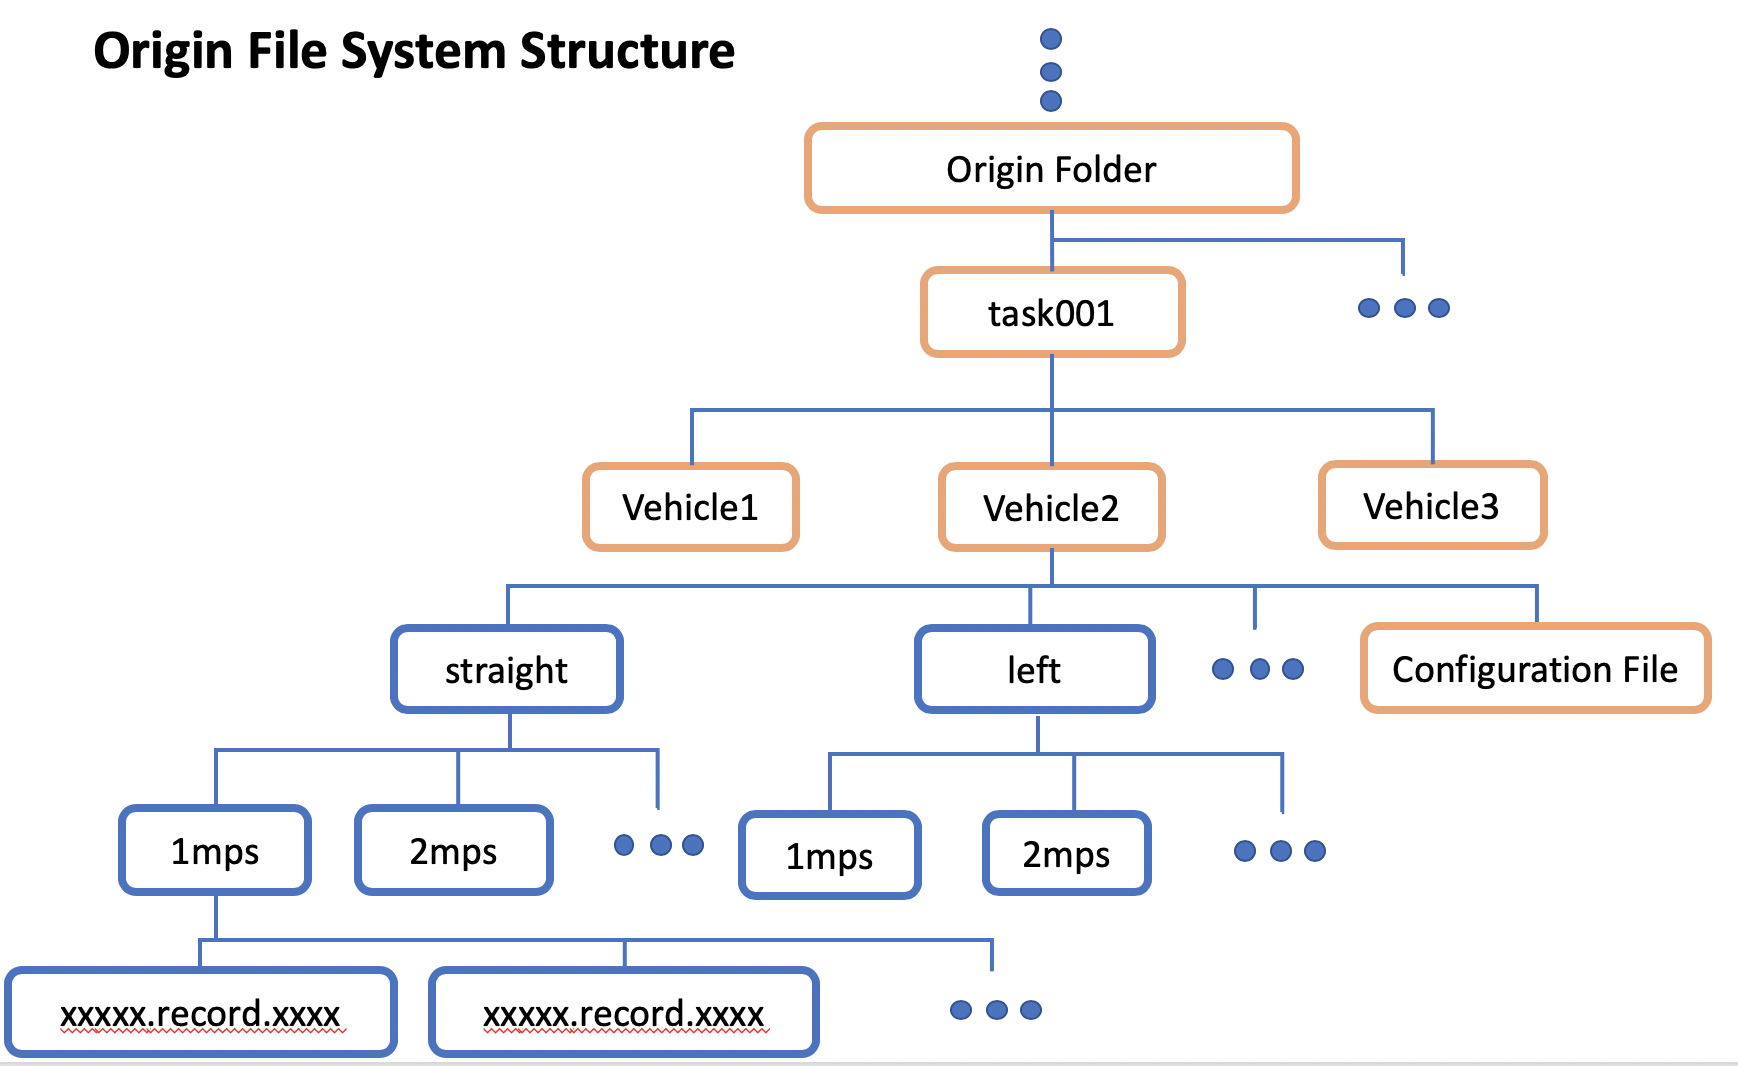 Origin File System Structure
Origin Folder
task001
Vehicle1
Vehicle2
Vehicle3
straight
left
Configuration File
1mps
2mps
1mps
2mps
xxxxx.record.xxxx
xxxxx.record.xxxx